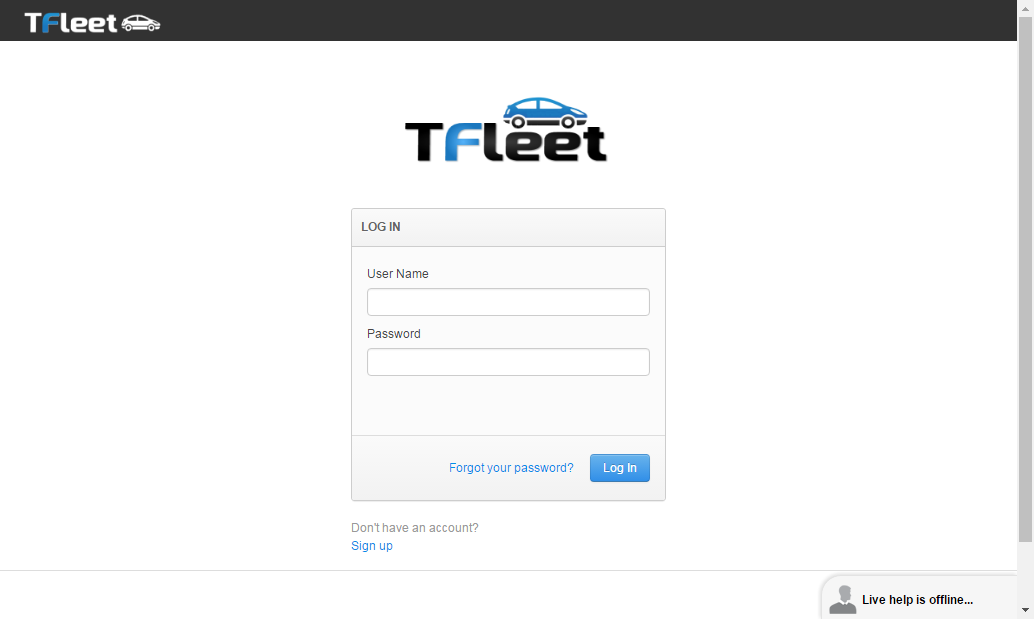 TFleet
TFleet
LOG IN
User Name
Password
Forgot your password?
Log In
Don't have an account?
Sign up
Live help is offline...